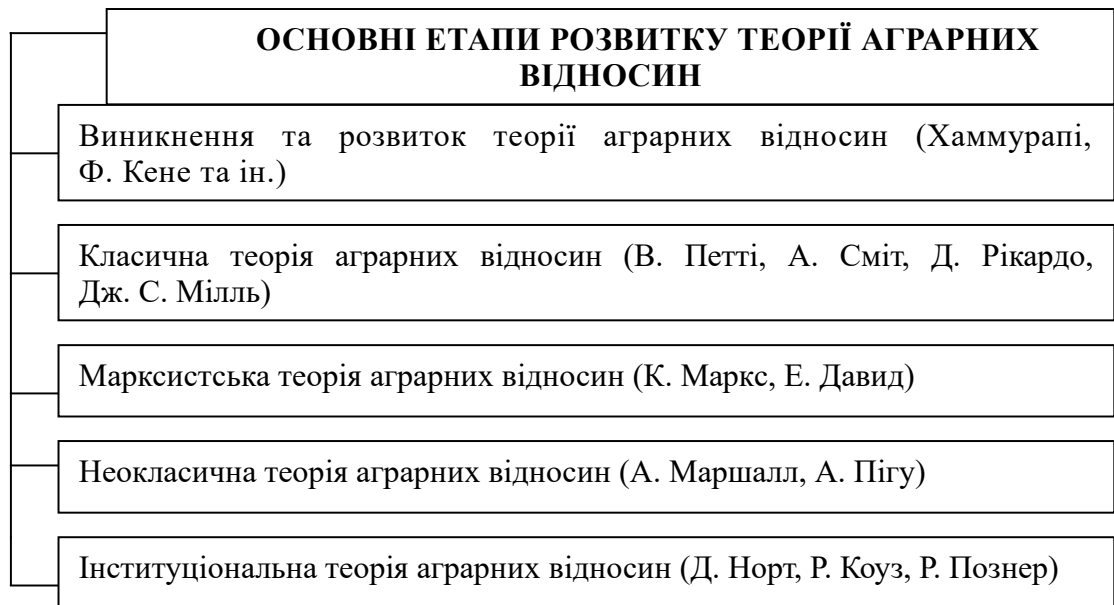 ОСНОВНІ ЕТАПИ РОЗВИТКУ ТЕОРІЇ АГРАРНИХ
ВІДНОСИН
Виникнення та розвиток теорії аграрних відносин (Хаммурапі,
Ф. Кене та ін.)
Класична теорія аграрних відносин (В. Петті, А. Сміт, Д. Рікардо,
Дж. С. Мілль)
Марксистська теорія аграрних відносин (К. Маркс, Е. Давид)
Неокласична теорія аграрних відносин (А. Маршалл, А. Пігу)
Інституціональна теорія аграрних відносин (Д. Норт, Р. Коуз, Р. Познер)